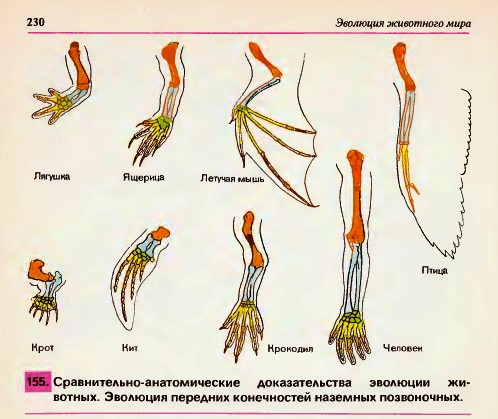 230
Эволюция животного мира
Лягушка
Ящерица
Летучая мышь
Птица
Крот
Кит
Крокодил
Человек
155. Сравнительно-анатомические доказательства эволюции жи-
вотных. Эволюция передних конечностей наземных позвоночных.